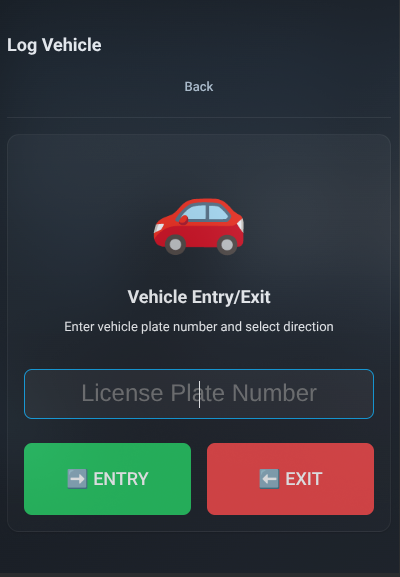 Log Vehicle
Back
Vehicle Entry/Exit
Enter vehicle plate number and select direction
License Plate Number
➡️ ENTRY
⬅️ EXIT